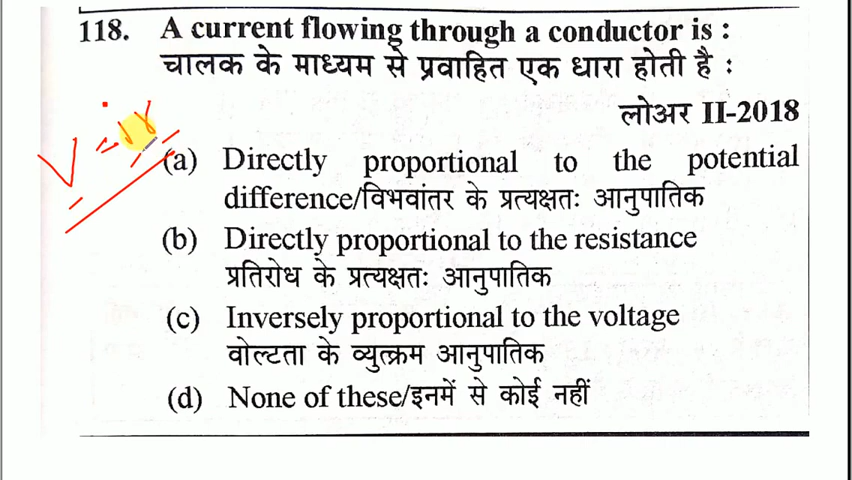 118. A current flowing through a conductor is :
चालक के माध्यम से प्रवाहित एक धारा होती है :
लोअर II-2018
V = ir
(a) Directly proportional to the potential
difference/विभवांतर के प्रत्यक्षतः आनुपातिक
(b) Directly proportional to the resistance
प्रतिरोध के प्रत्यक्षतः आनुपातिक
(c) Inversely proportional to the voltage
वोल्टता के व्युत्क्रम आनुपातिक
(d) None of these/इनमें से कोई नहीं